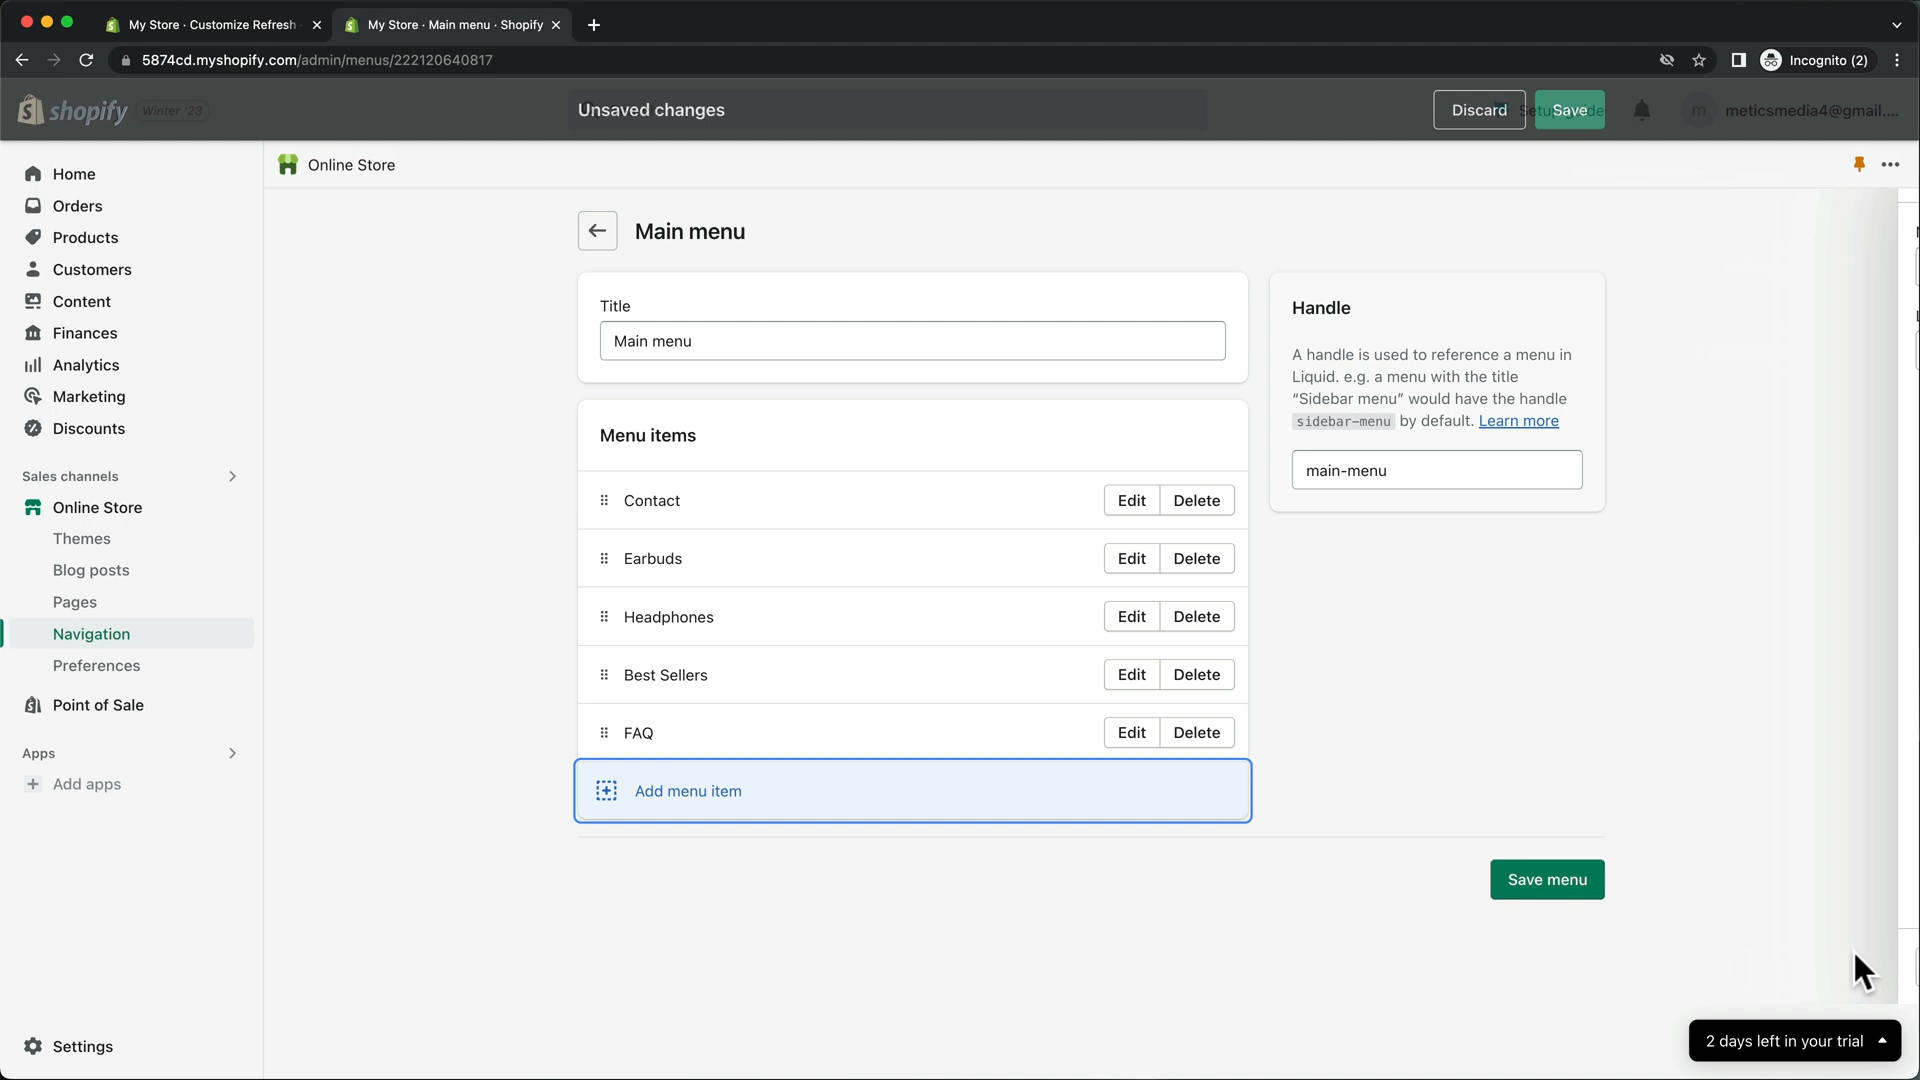 My Store · Customize Refresh
My Store · Main menu · Shopify
5874cd.myshopify.com/admin/menus/222120640817
Incognito (2)
shopify
Winter '23
Unsaved changes
Discard
Save
meticsmedia4@gmail....
Home
Orders
Products
Customers
Content
Finances
Analytics
Marketing
Discounts
Sales channels
Online Store
Themes
Blog posts
Pages
Navigation
Preferences
Point of Sale
Apps
Add apps
Settings
Online Store
Main menu
Title
Main menu
Menu items
Contact
Edit
Delete
Earbuds
Edit
Delete
Headphones
Edit
Delete
Best Sellers
Edit
Delete
FAQ
Edit
Delete
Add menu item
Handle
A handle is used to reference a menu in
Liquid. e.g. a menu with the title
“Sidebar menu” would have the handle
sidebar-menu by default. Learn more
main-menu
Save menu
2 days left in your trial